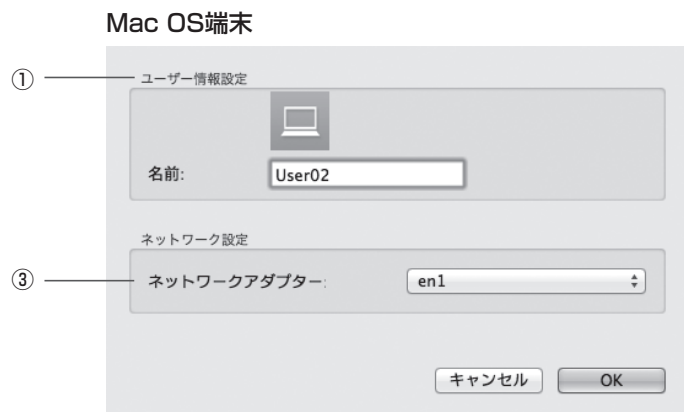 Mac OS端末
① ユーザー情報設定
名前: User02
ネットワーク設定
③ ネットワークアダプター: en1
キャンセル OK